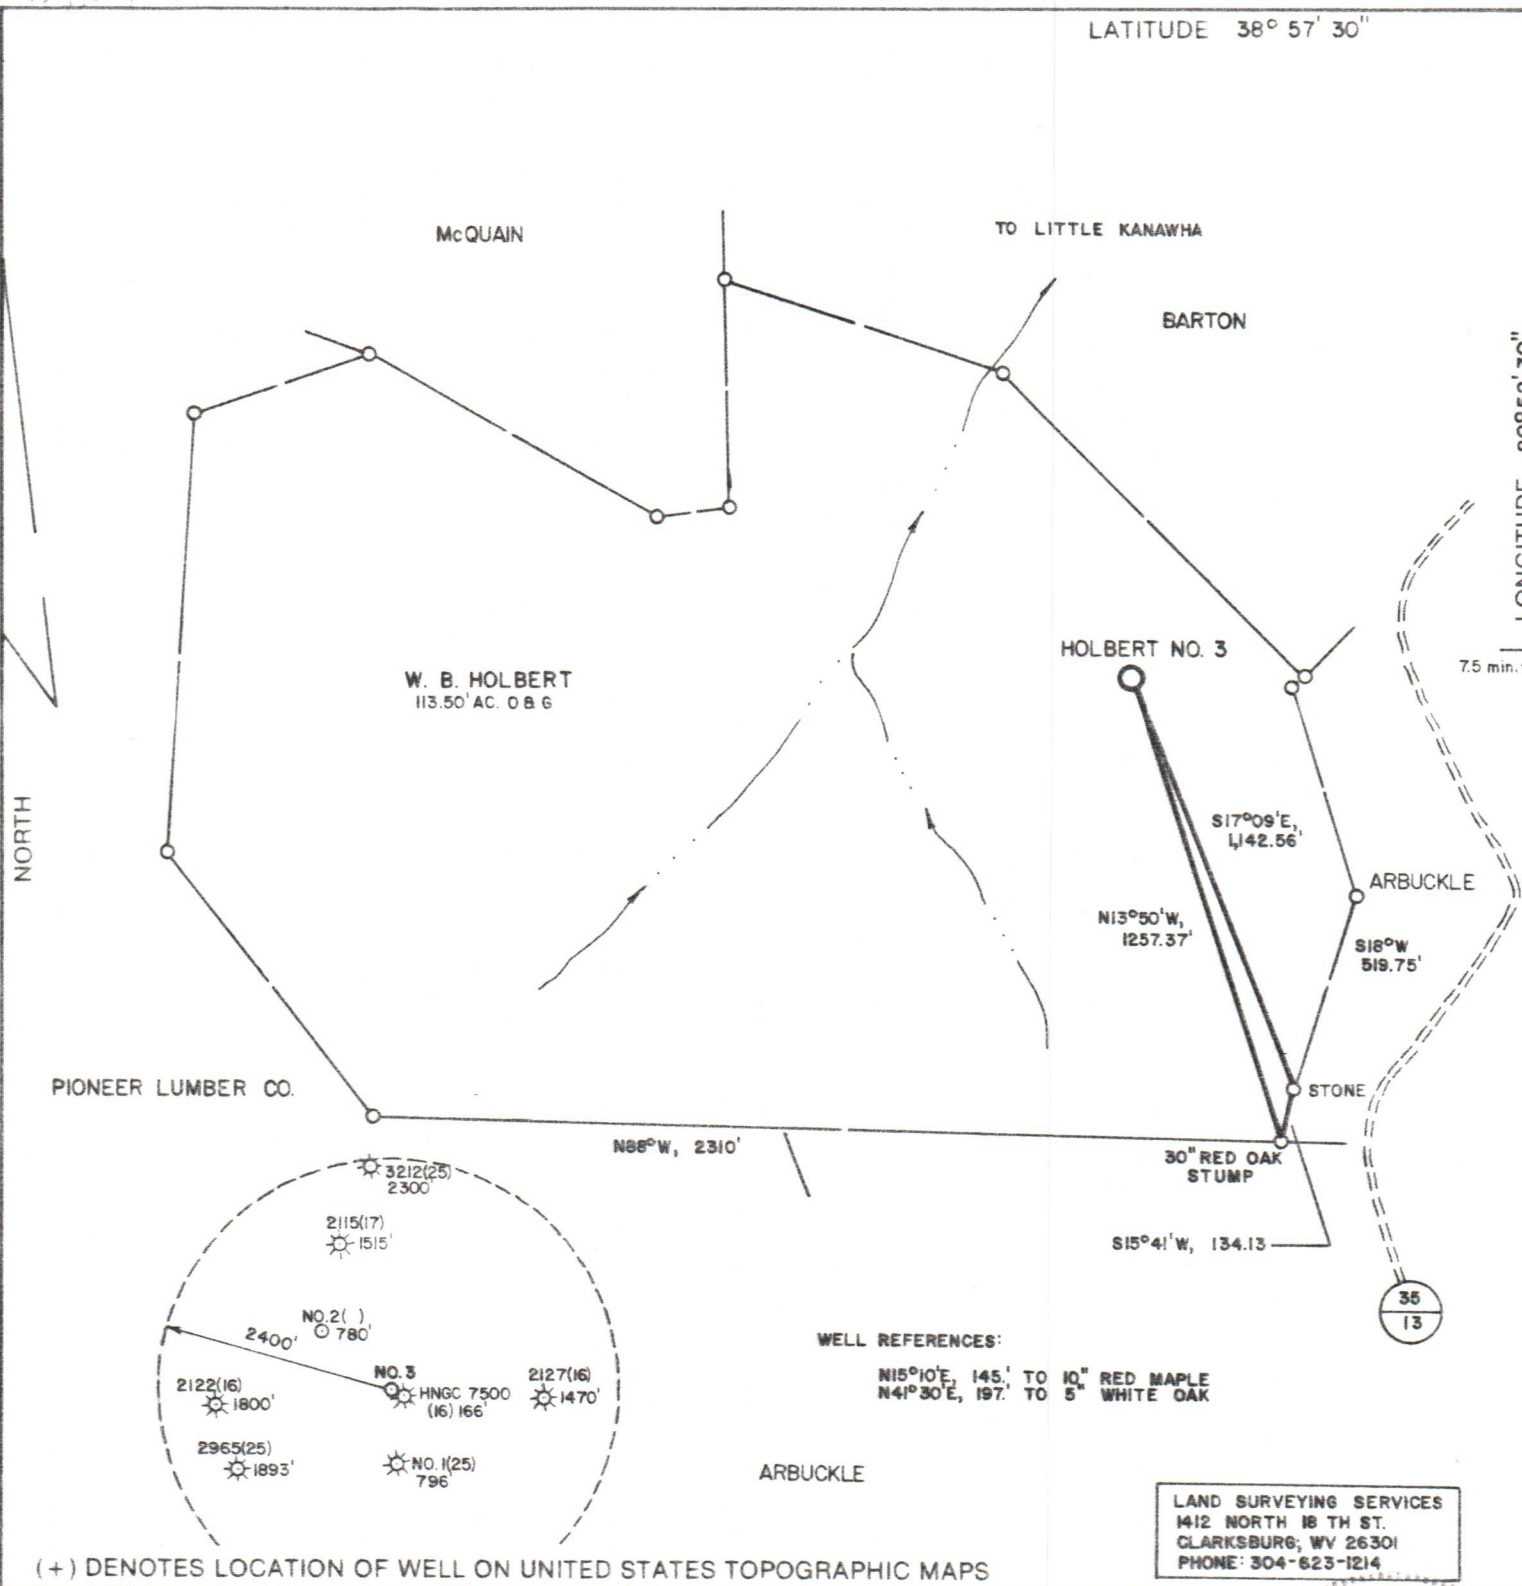 LATITUDE 38° 57' 30"
McQUAIN
TO LITTLE KANAWHA
BARTON
LONGITUDE
7.5 min.
HOLBERT NO. 3
W. B. HOLBERT
113.50' AC. O & G
NORTH
S17°09'E,
1,142.56'
ARBUCKLE
N13°50'W,
1257.37'
S18°W
519.75'
PIONEER LUMBER CO.
STONE
N88°W, 2310'
30" RED OAK
STUMP
3212(25)
2300'
2115(17)
1515'
S15°41'W, 134.13
35
13
NO.2( )
780'
2400'
WELL REFERENCES:
N15°10'E, 145.' TO 10" RED MAPLE
N41°30'E, 197.' TO 5" WHITE OAK
NO. 3
HNGC 7500
(16) 166'
2127(16)
1470'
2122(16)
1800'
2965(25)
1893'
NO. 1(25)
796'
ARBUCKLE
LAND SURVEYING SERVICES
1412 NORTH 18 TH ST.
CLARKSBURG, WV 26301
PHONE: 304-623-1214
(+) DENOTES LOCATION OF WELL ON UNITED STATES TOPOGRAPHIC MAPS